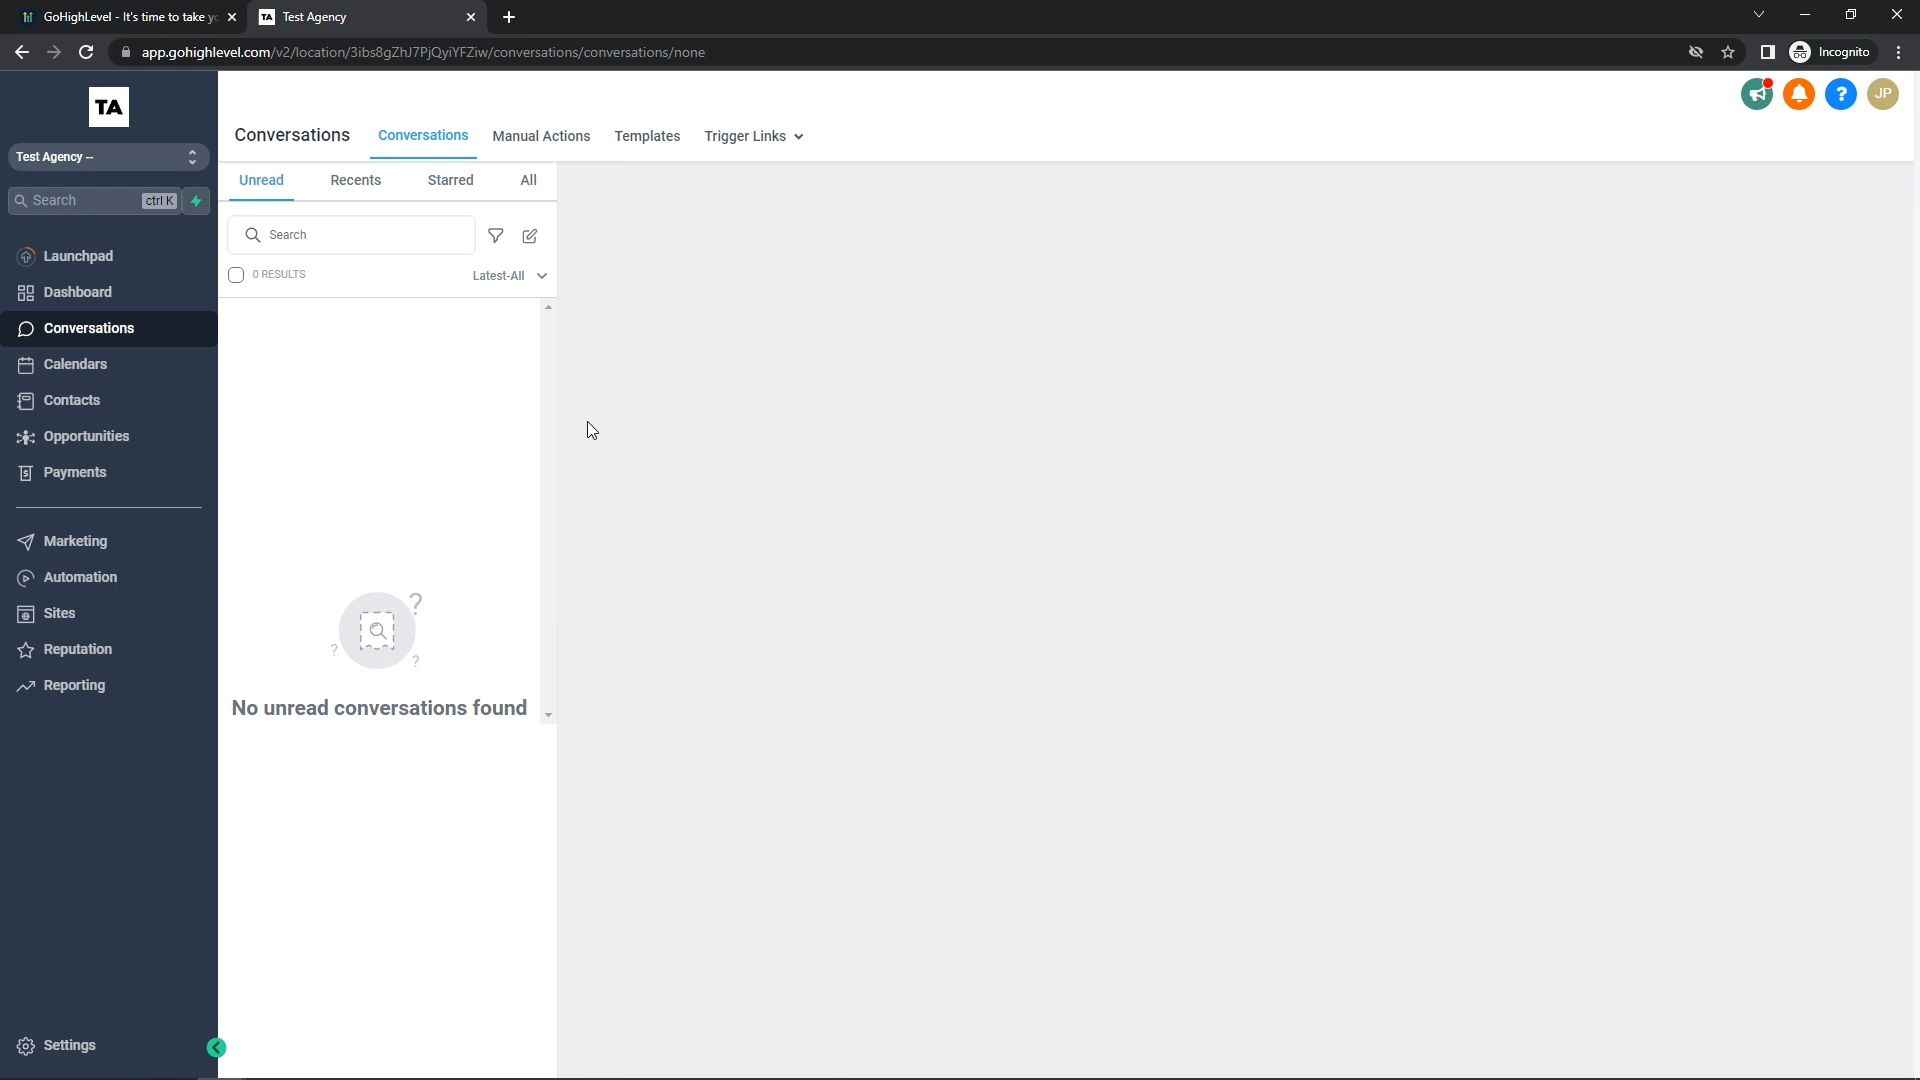 GoHighLevel - It's time to take yo
TA Test Agency
app.gohighlevel.com/v2/location/3ibs8gZhJ7PjQyiYFZiw/conversations/conversations/none
Incognito
TA
JP
Conversations Conversations Manual Actions Templates Trigger Links
Test Agency --
Search ctrl K
Launchpad
Dashboard
Conversations
Calendars
Contacts
Opportunities
Payments
Marketing
Automation
Sites
Reputation
Reporting
Settings
Unread Recents Starred All
Search
0 RESULTS Latest-All
No unread conversations found